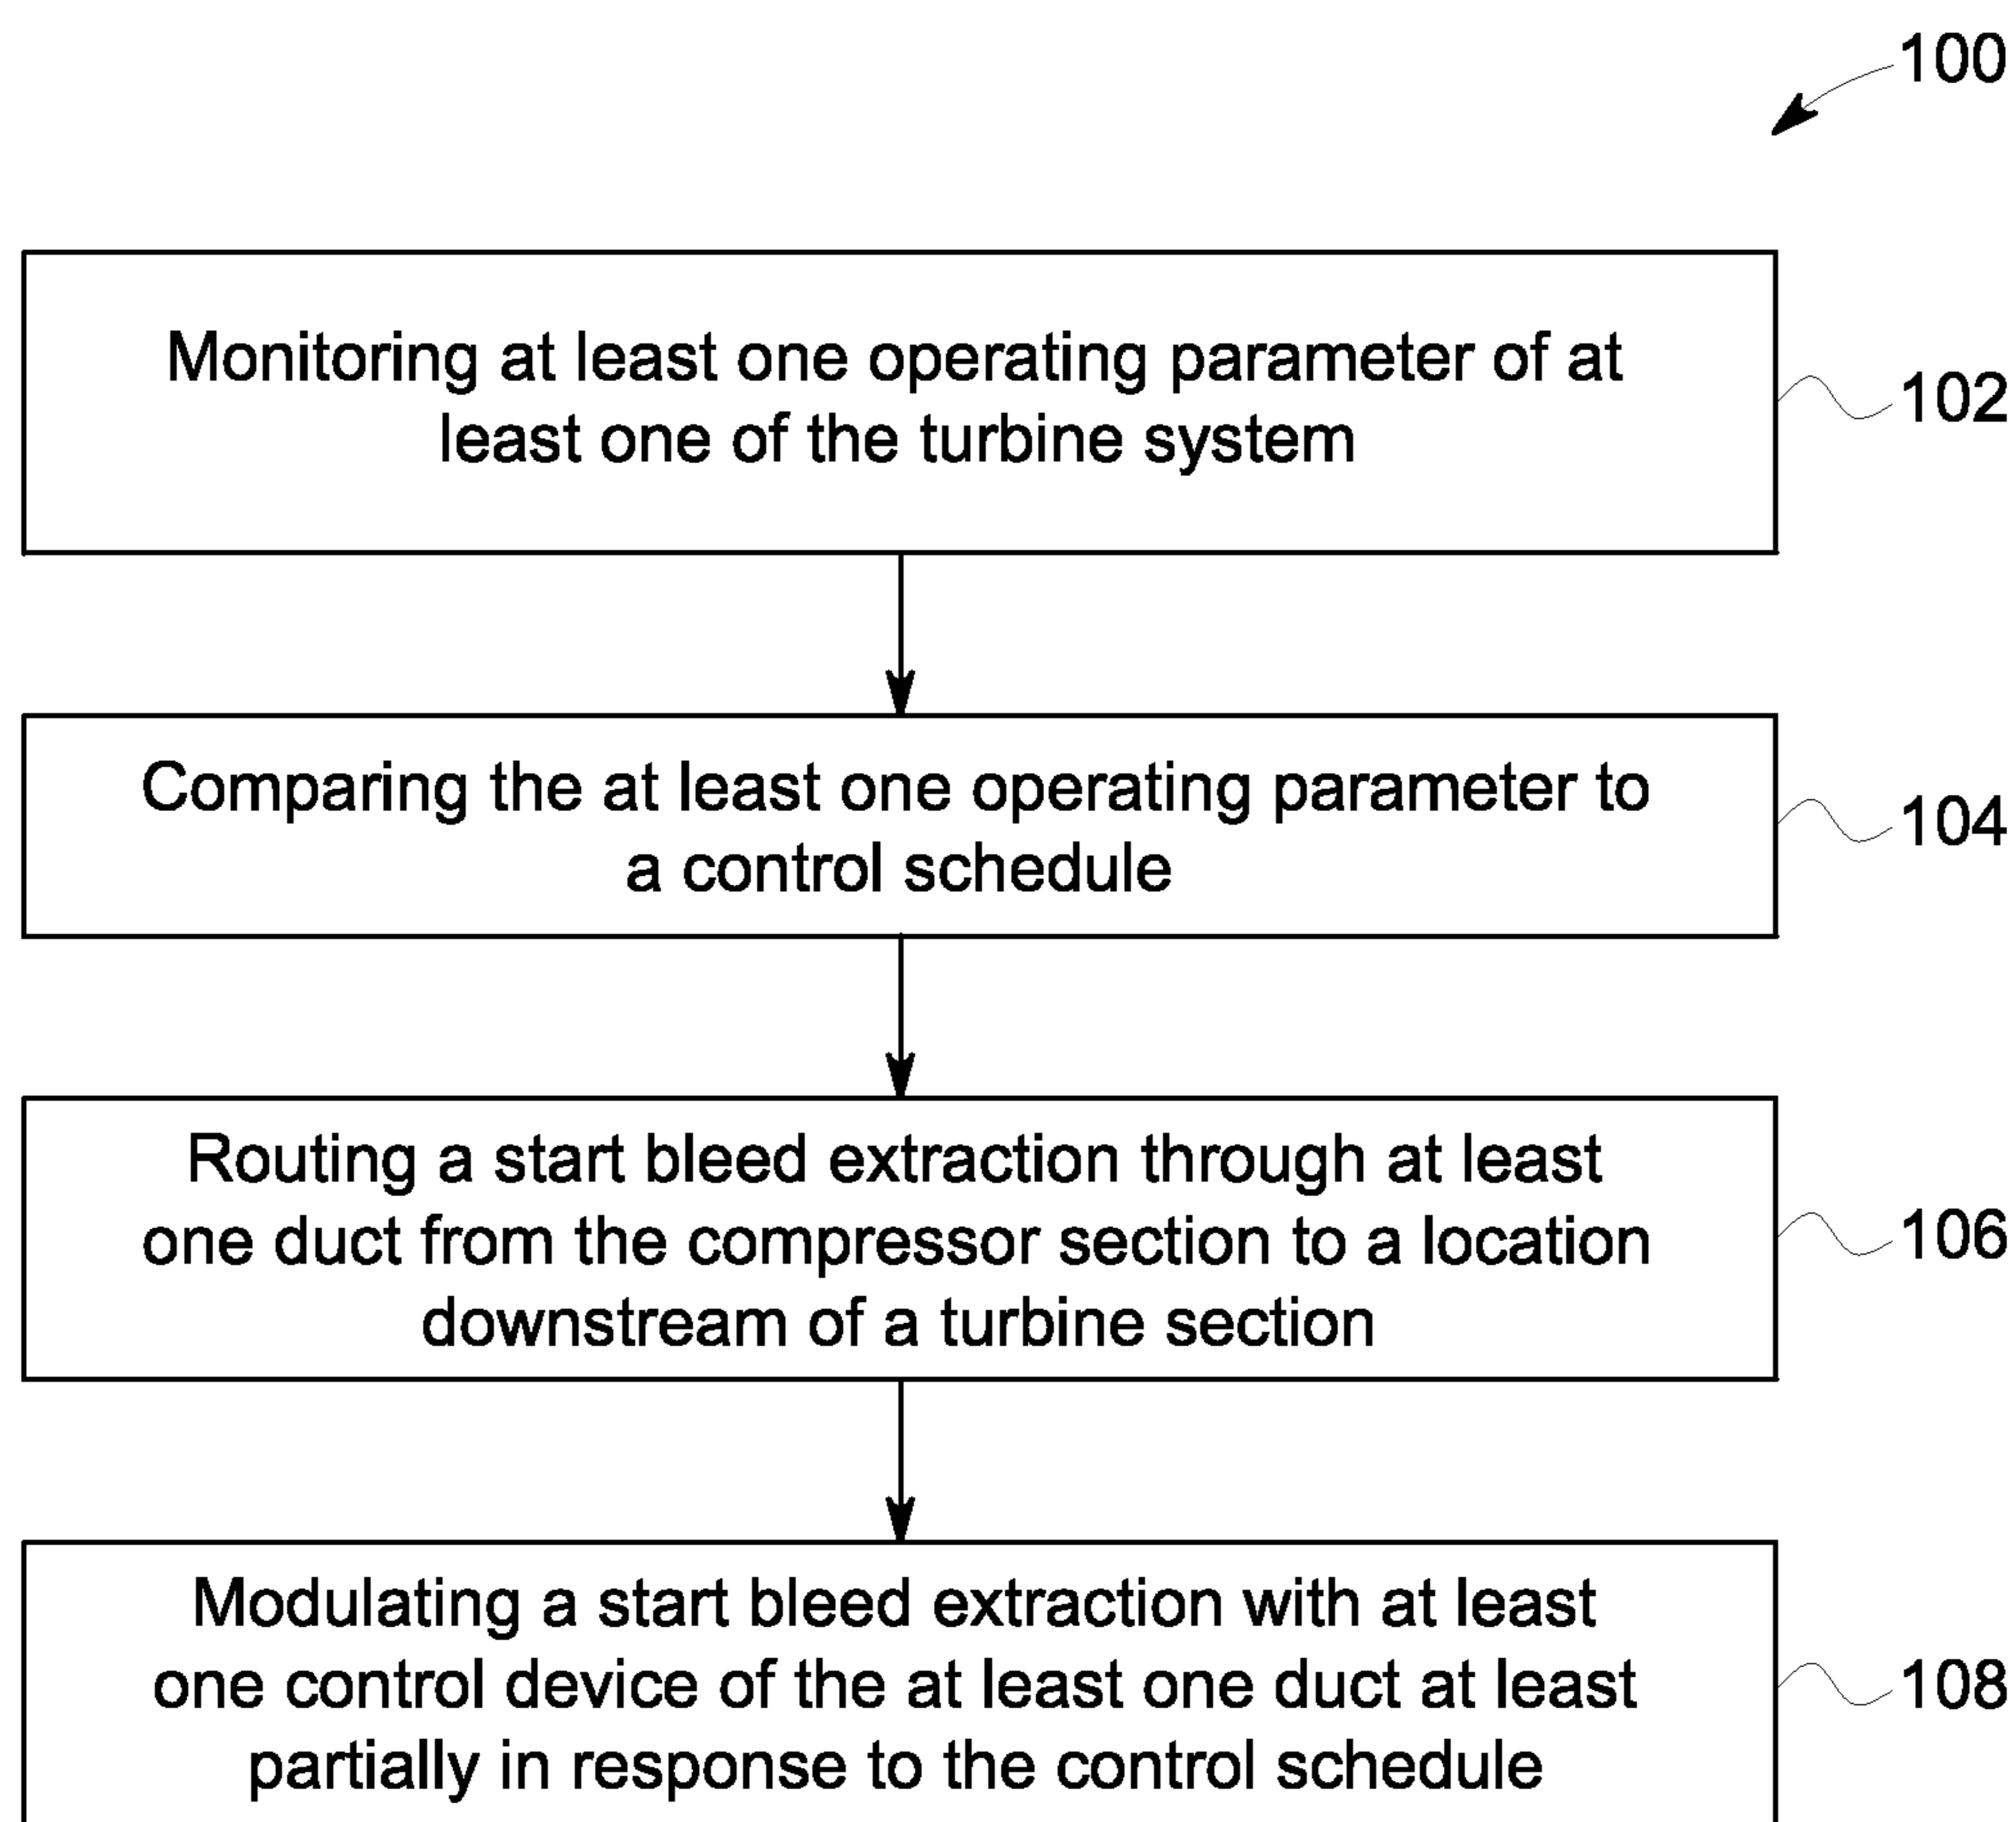 100
Monitoring at least one operating parameter of at
least one of the turbine system
102
Comparing the at least one operating parameter to
a control schedule
104
Routing a start bleed extraction through at least
one duct from the compressor section to a location
downstream of a turbine section
106
Modulating a start bleed extraction with at least
one control device of the at least one duct at least
partially in response to the control schedule
108